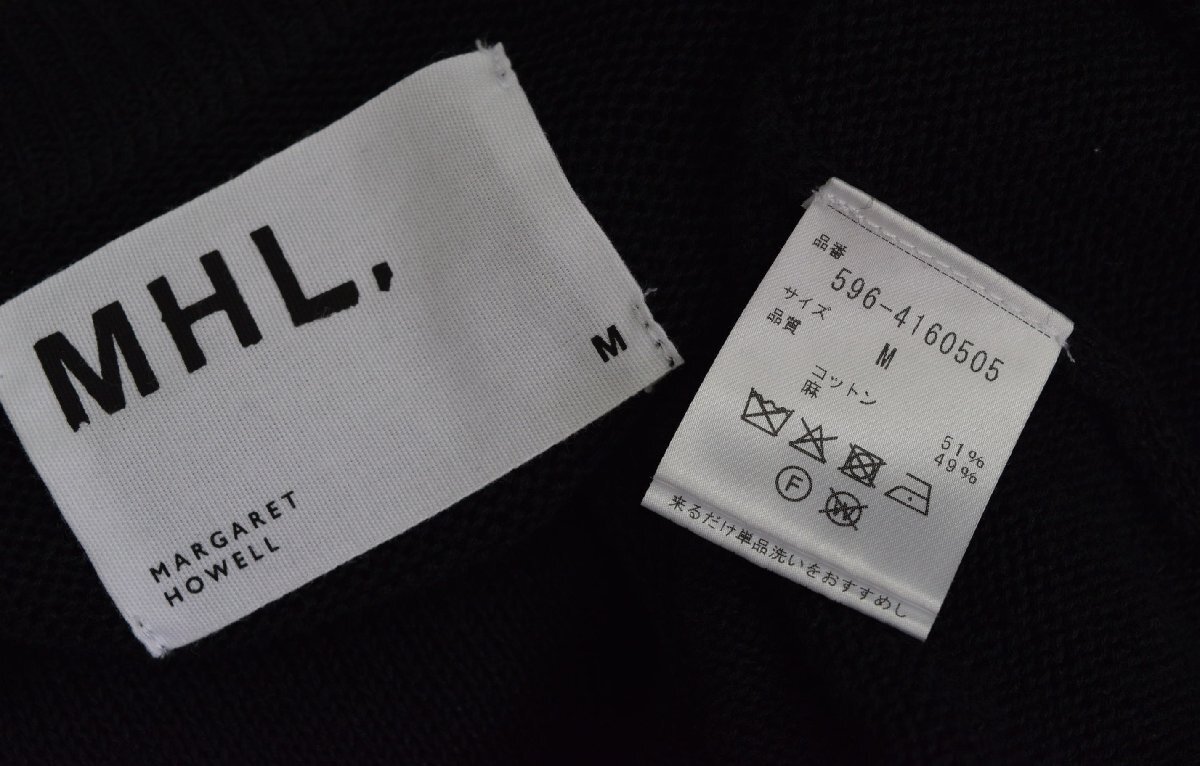 MHL.
M
MARGARET
HOWELL
品番
596-4160505
サイズ
M
品質
コットン 51%
麻 49%
F
W
来るだけ単品洗いをおすすめし